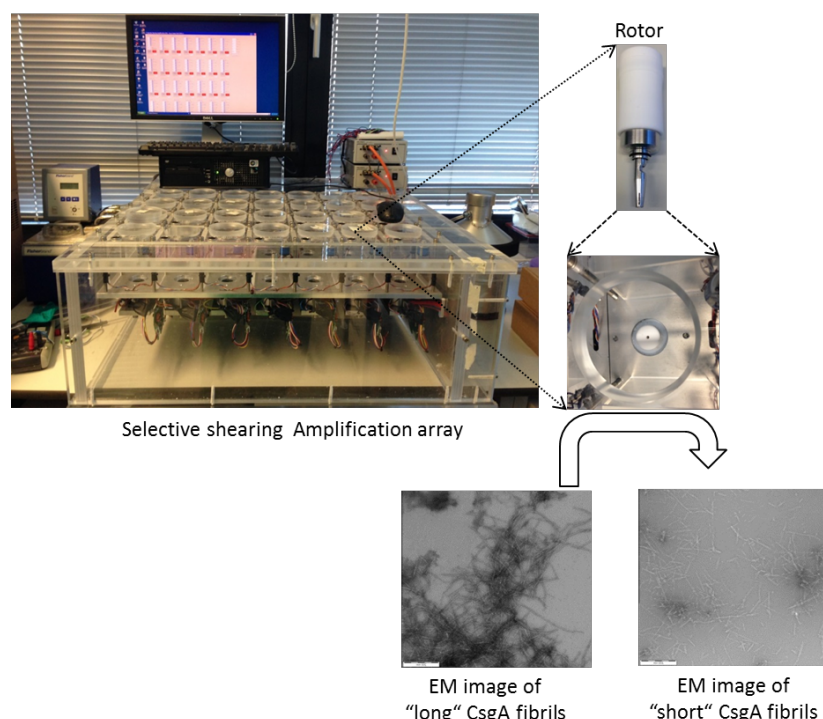 Rotor
Selective shearing  Amplification array
EM image of
“long“ CsgA fibrils
EM image of
“short“ CsgA fibrils